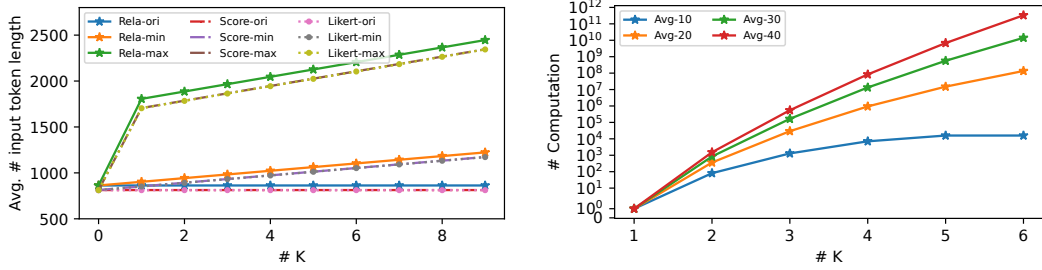 Avg. # input token length
2500
2000
1500
1000
500
Rela-ori
Rela-min
Rela-max
Score-ori
Score-min
Score-max
Likert-ori
Likert-min
Likert-max
0 2 4 6 8
# K
# Computation
10^12
10^11
10^10
10^9
10^8
10^7
10^6
10^5
10^4
10^3
10^2
10^1
10^0
0
Avg-10
Avg-20
Avg-30
Avg-40
1 2 3 4 5 6
# K